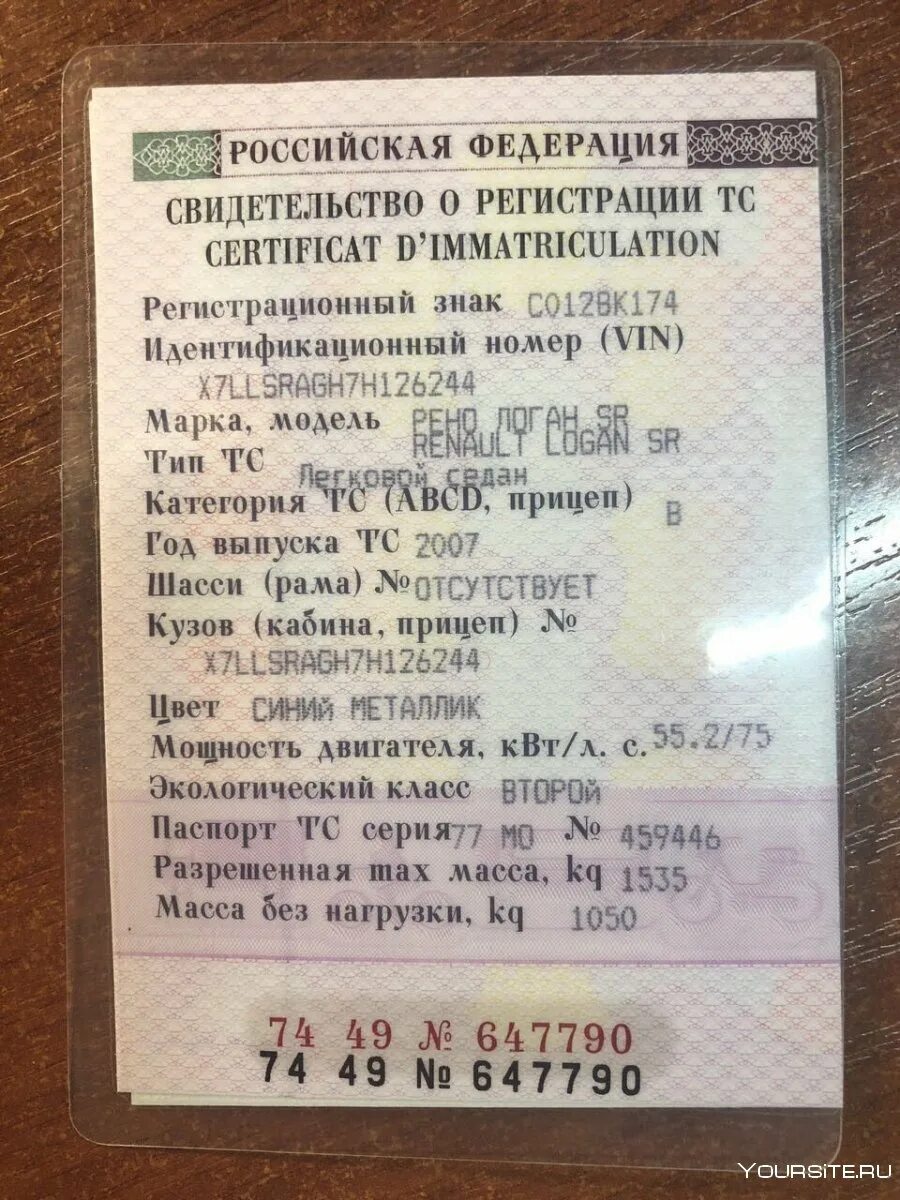 РОССИЙСКАЯ ФЕДЕРАЦИЯ
СВИДЕТЕЛЬСТВО О РЕГИСТРАЦИИ ТС
CERTIFICAT D'IMMATRICULATION
Регистрационный знак С012ВК174
Идентификационный номер (VIN)
X7LLSRAGH7H126244
Марка, модель РЕНО ЛОГАН SR
RENAULT LOGAN SR
Тип ТС Легковой седан
Категория ТС (ABCD, прицеп) B
Год выпуска ТС 2007
Шасси (рама) № ОТСУТСТВУЕТ
Кузов (кабина, прицеп) №
X7LLSRAGH7H126244
Цвет СИНИЙ МЕТАЛЛИК
Мощность двигателя, кВт/л. с. 55.2/75
Экологический класс ВТОРОЙ
Паспорт ТС серия 77 МО № 459446
Разрешенная max масса, kg 1535
Масса без нагрузки, kg 1050
74 49 № 647790
74 49 № 647790
YOURSITE.RU